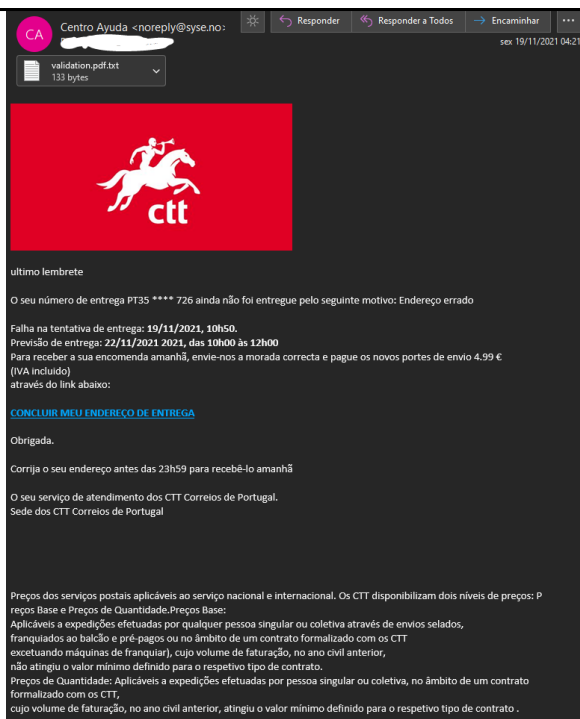 CA
Centro Ayuda <noreply@syse.no>
Responder
Responder a Todos
Encaminhar
sex 19/11/2021 04:21
validation.pdf.txt
133 bytes
ctt
ultimo lembrete
O seu número de entrega PT35 **** 726 ainda não foi entregue pelo seguinte motivo: Endereço errado
Falha na tentativa de entrega: 19/11/2021, 10h50.
Previsão de entrega: 22/11/2021 2021, das 10h00 às 12h00
Para receber a sua encomenda amanhã, envie-nos a morada correcta e pague os novos portes de envio 4.99 €
(IVA incluido)
através do link abaixo:
CONCLUIR MEU ENDEREÇO DE ENTREGA
Obrigada.
Corrija o seu endereço antes das 23h59 para recebê-lo amanhã
O seu serviço de atendimento dos CTT Correios de Portugal.
Sede dos CTT Correios de Portugal
Preços dos serviços postais aplicáveis ao serviço nacional e internacional. Os CTT disponibilizam dois níveis de preços: P
reços Base e Preços de Quantidade.Preços Base:
Aplicáveis a expedições efetuadas por qualquer pessoa singular ou coletiva através de envios selados,
franquiados ao balcão e pré-pagos ou no âmbito de um contrato formalizado com os CTT
excetuando máquinas de franquiar), cujo volume de faturação, no ano civil anterior,
não atingiu o valor mínimo definido para o respetivo tipo de contrato.
Preços de Quantidade: Aplicáveis a expedições efetuadas por pessoa singular ou coletiva, no âmbito de um contrato
formalizado com os CTT,
cujo volume de faturação, no ano civil anterior, atingiu o valor mínimo definido para o respetivo tipo de contrato .